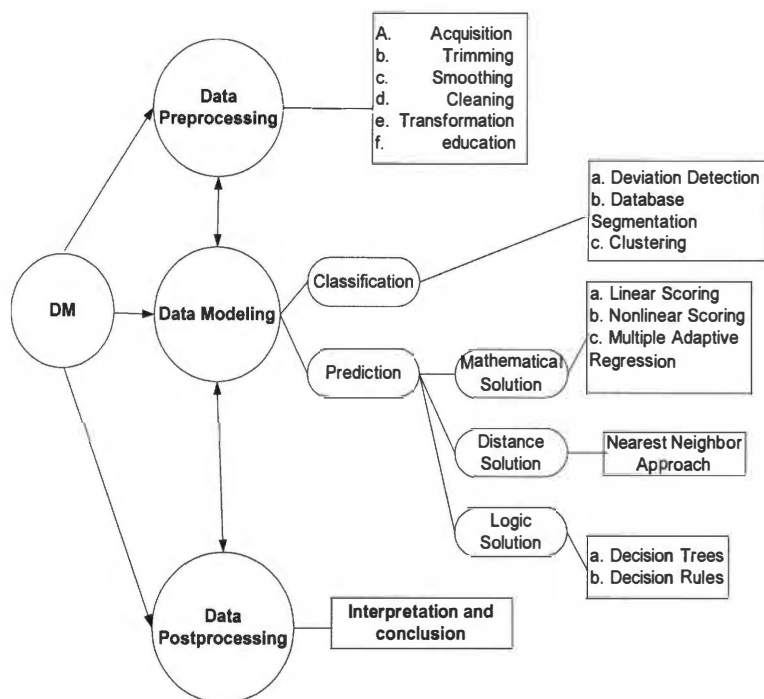 A. Acquisition
b. Trimming
c. Smoothing
d. Cleaning
e. Transformation
f. education
Data
Preprocessing
a. Deviation Detection
b. Database
Segmentation
c. Clustering
Classification
DM
Data Modeling
a. Linear Scoring
b. Nonlinear Scoring
c. Multiple Adaptive
Regression
Prediction
Mathematical
Solution
Distance
Solution
Nearest Neighbor
Approach
Logic
Solution
a. Decision Trees
b. Decision Rules
Data
Postprocessing
Interpretation and
conclusion